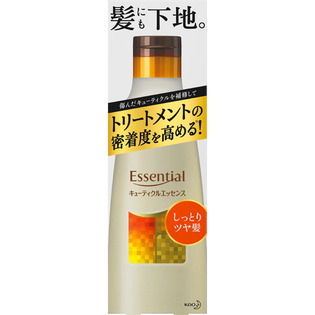 髪にも下地。
傷んだキューティクルを補修して
トリートメントの
密着度を高める!
Essential
キューティクルエッセンス
しっとり
ツヤ髪
Kao